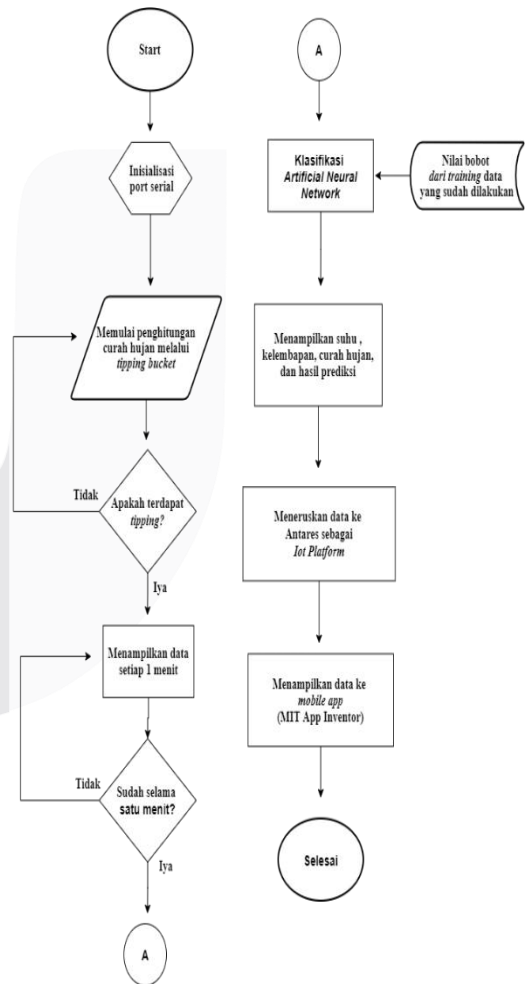 Start
Inisialisasi
port serial
Memulai penghitungan
curah hujan melalui
tipping bucket
Tidak
Apakah terdapat
tipping?
Iya
Menampilkan data
setiap 1 menit
Tidak
Sudah selama
satu menit?
Iya
A
A
Klasifikasi
Artificial Neural
Network
Nilai bobot
dari training data
yang sudah dilakukan
Menampilkan suhu ,
kelembapan, curah hujan,
dan hasil prediksi
Meneruskan data ke
Antares sebagai
Iot Platform
Menampilkan data ke
mobile app
(MIT App Inventor)
Selesai